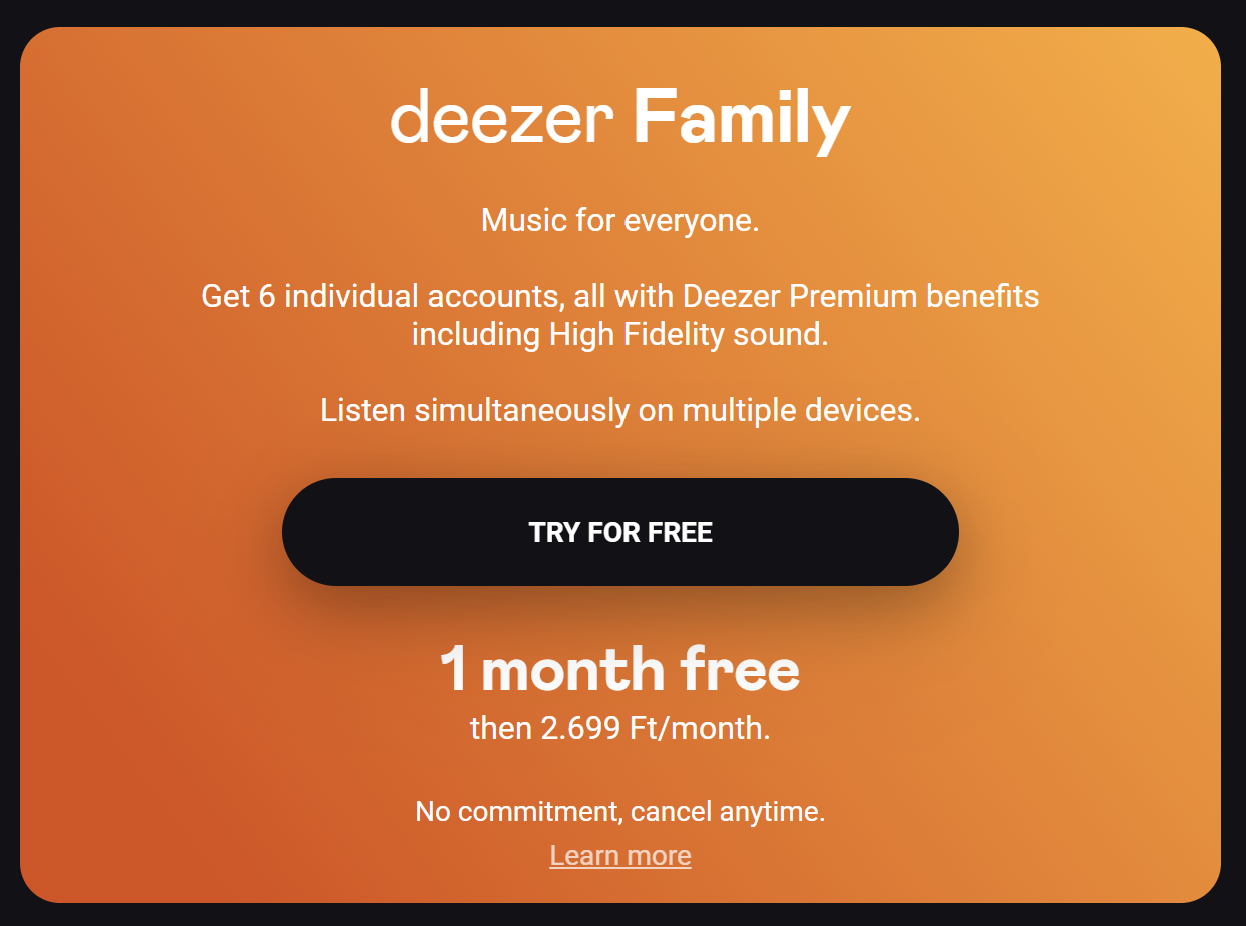 deezer Family
Music for everyone.
Get 6 individual accounts, all with Deezer Premium benefits
including High Fidelity sound.
Listen simultaneously on multiple devices.
TRY FOR FREE
1 month free
then 2.699 Ft/month.
No commitment, cancel anytime.
Learn more